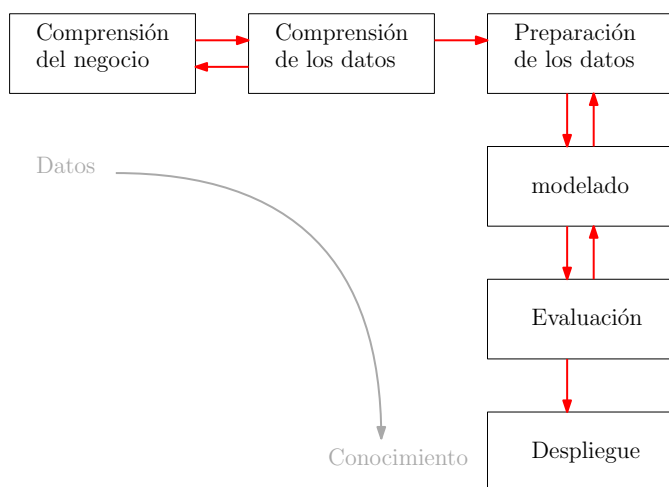 Comprensión
del negocio
Comprensión
de los datos
Preparación
de los datos
Datos
modelado
Evaluación
Conocimiento
Despliegue